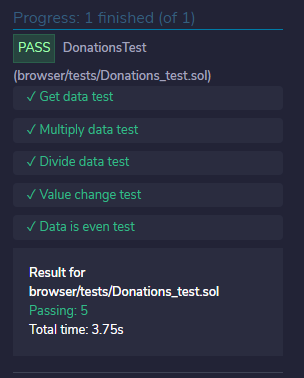 Progress: 1 finished (of 1)
PASS DonationsTest
(browser/tests/Donations_test.sol)
✓ Get data test
✓ Multiply data test
✓ Divide data test
✓ Value change test
✓ Data is even test
Result for
browser/tests/Donations_test.sol
Passing: 5
Total time: 3.75s